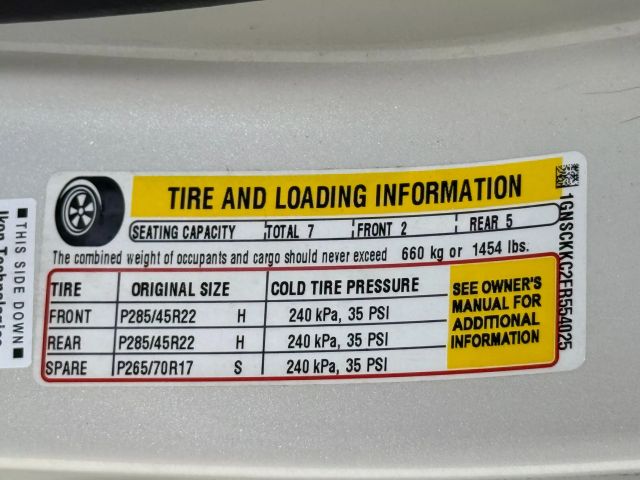 TIRE AND LOADING INFORMATION
SEATING CAPACITY TOTAL 7 FRONT 2 REAR 5
The combined weight of occupants and cargo should never exceed 660 kg or 1454 lbs.
TIRE ORIGINAL SIZE COLD TIRE PRESSURE
FRONT P285/45R22 H 240 kPa, 35 PSI
REAR P285/45R22 H 240 kPa, 35 PSI
SPARE P265/70R17 S 240 kPa, 35 PSI
SEE OWNER'S
MANUAL FOR
ADDITIONAL
INFORMATION
1GNSCKKC2FR554025
THIS SIDE DOWN